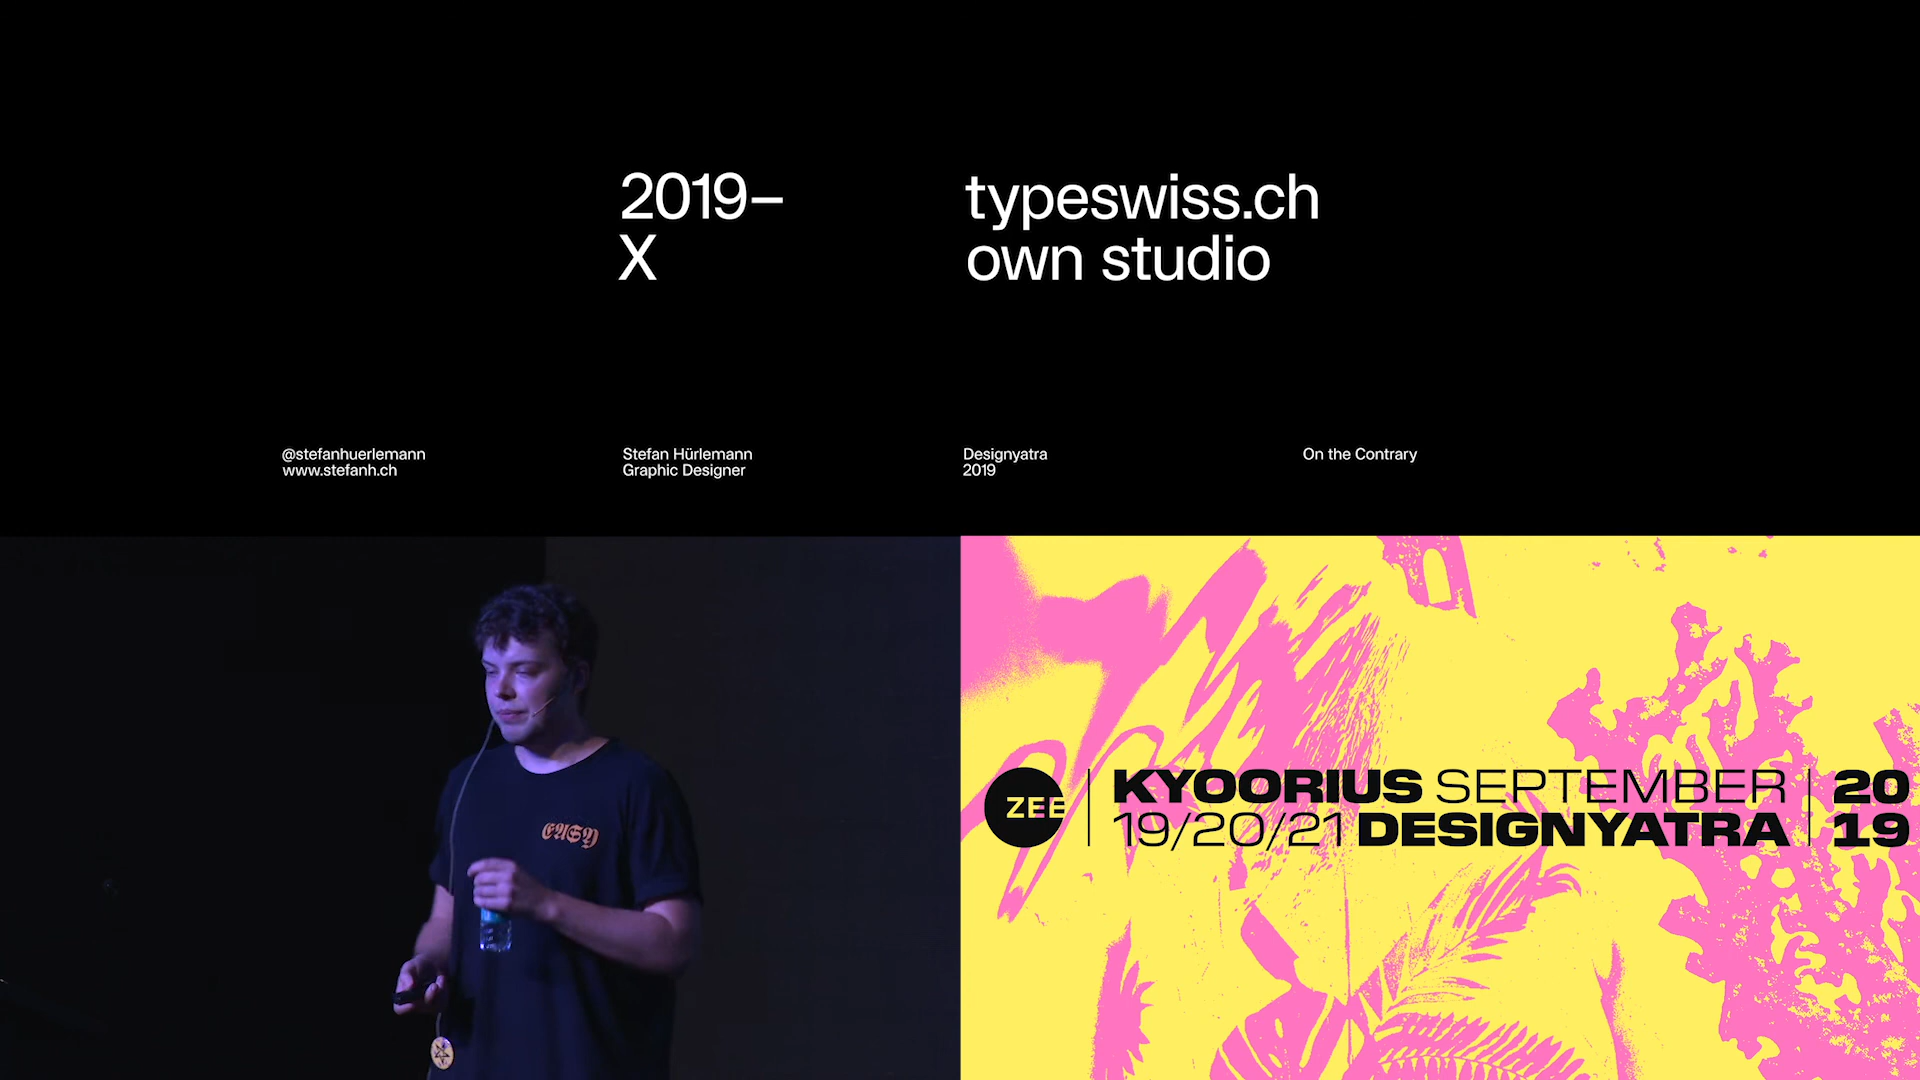 2019– typeswiss.ch
X own studio
@stefanhuerlemann
www.stefanh.ch
Stefan Hürlemann
Graphic Designer
Designyatra
2019
On the Contrary
EASY
ZEE
KYOORIUS SEPTEMBER
19/20/21 DESIGNYATRA
20
19